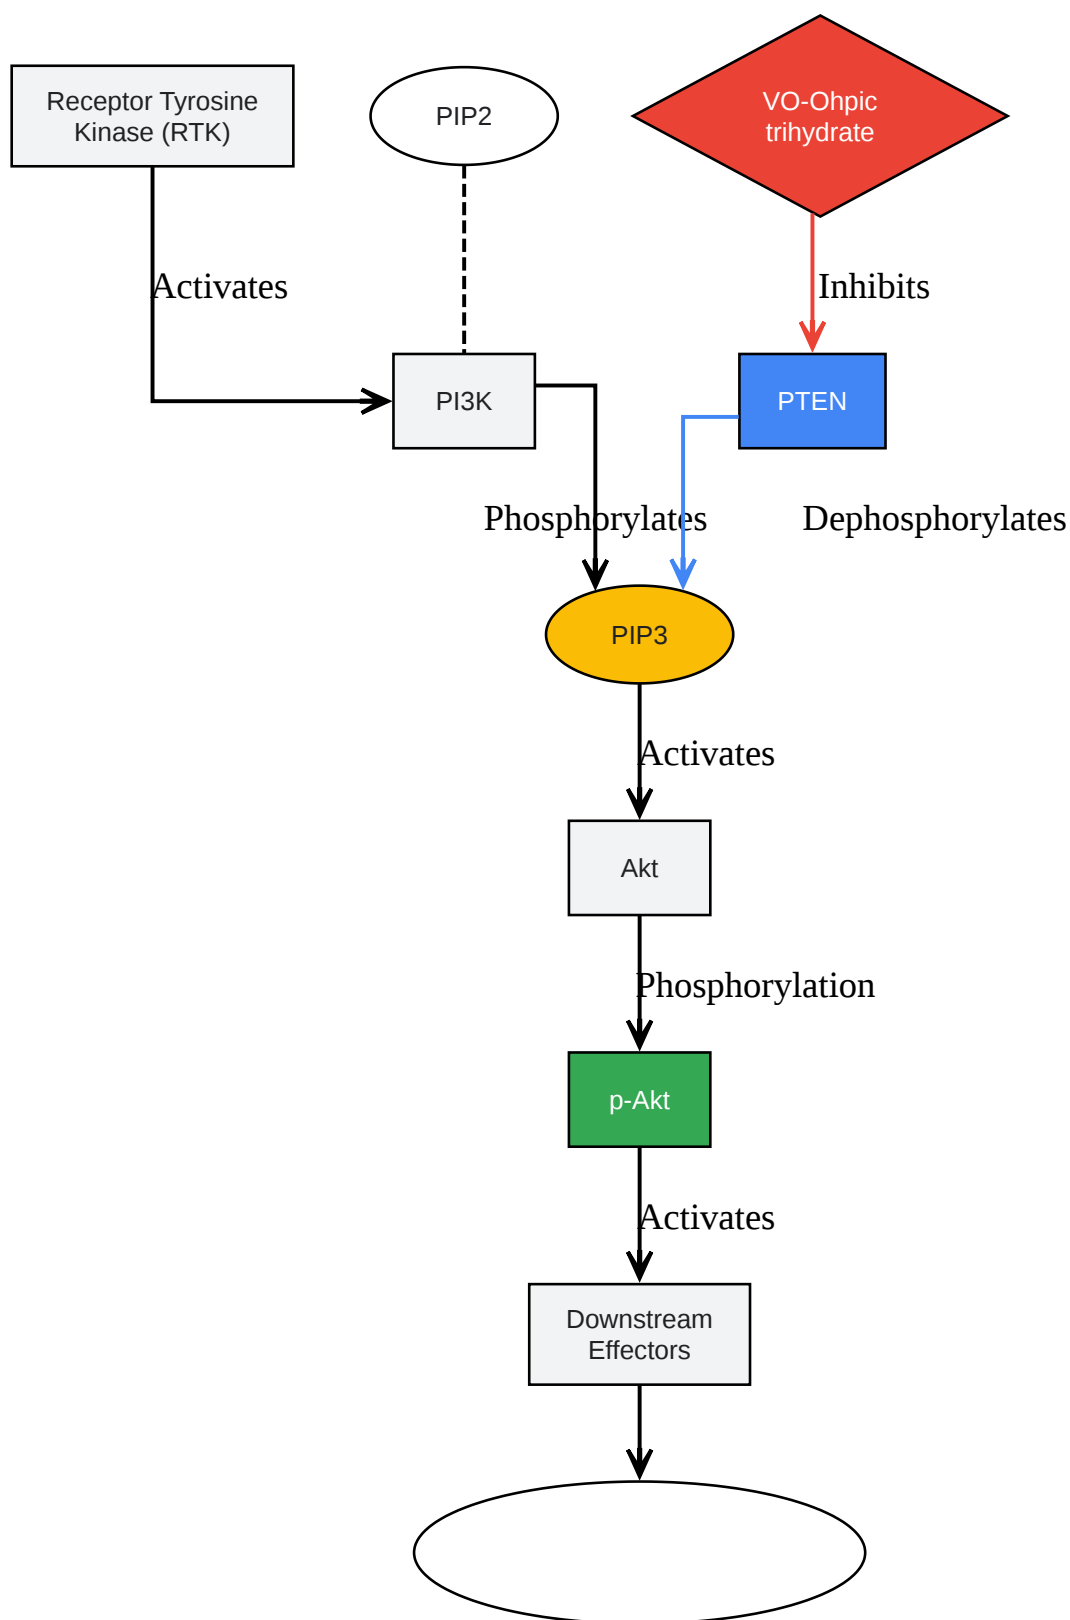 Receptor Tyrosine
Kinase (RTK)
PIP2
VO-Ohpic
trihydrate
Activates
Inhibits
PI3K
PTEN
Phosphorylates
Dephosphorylates
PIP3
Activates
Akt
Phosphorylation
p-Akt
Activates
Downstream
Effectors